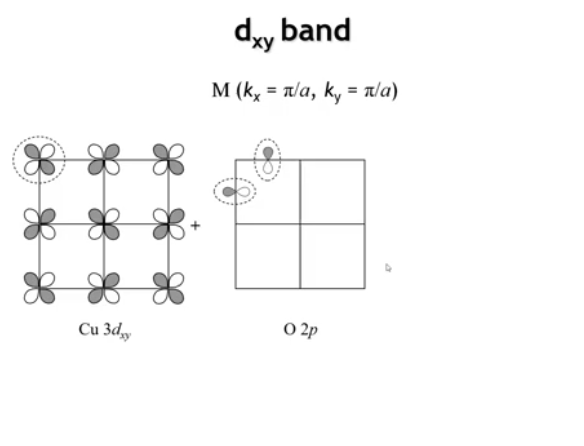 dxy band
M (kx = π/a, ky = π/a)
+
Cu 3dxy
O 2p